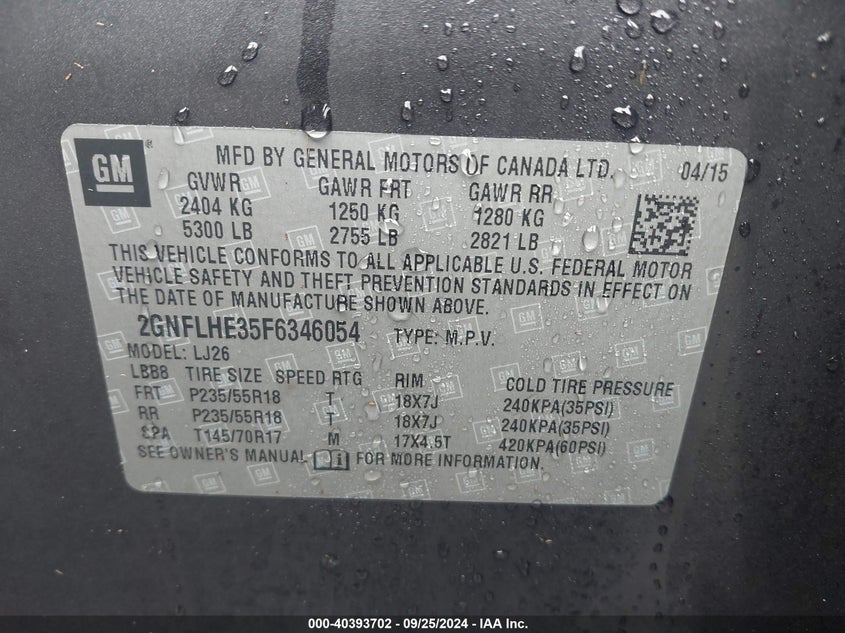 GM
MFD BY GENERAL MOTORS OF CANADA LTD. 04/15
GVWR GAWR FRT GAWR RR
2404 KG 1250 KG 1280 KG
5300 LB 2755 LB 2821 LB
THIS VEHICLE CONFORMS TO ALL APPLICABLE U.S. FEDERAL MOTOR
VEHICLE SAFETY AND THEFT PREVENTION STANDARDS IN EFFECT ON
THE DATE OF MANUFACTURE SHOWN ABOVE.
2GNFLHE35F6346054 TYPE: M.P.V.
MODEL: LJ26
LBB8 TIRE SIZE SPEED RTG RIM COLD TIRE PRESSURE
FRT P235/55R18 T 18X7J 240KPA(35PSI)
RR P235/55R18 T 18X7J 240KPA(35PSI)
SPA T145/70R17 M 17X4.5T 420KPA(60PSI)
SEE OWNER'S MANUAL FOR MORE INFORMATION.
000-40393702 - 09/25/2024 - IAA Inc.